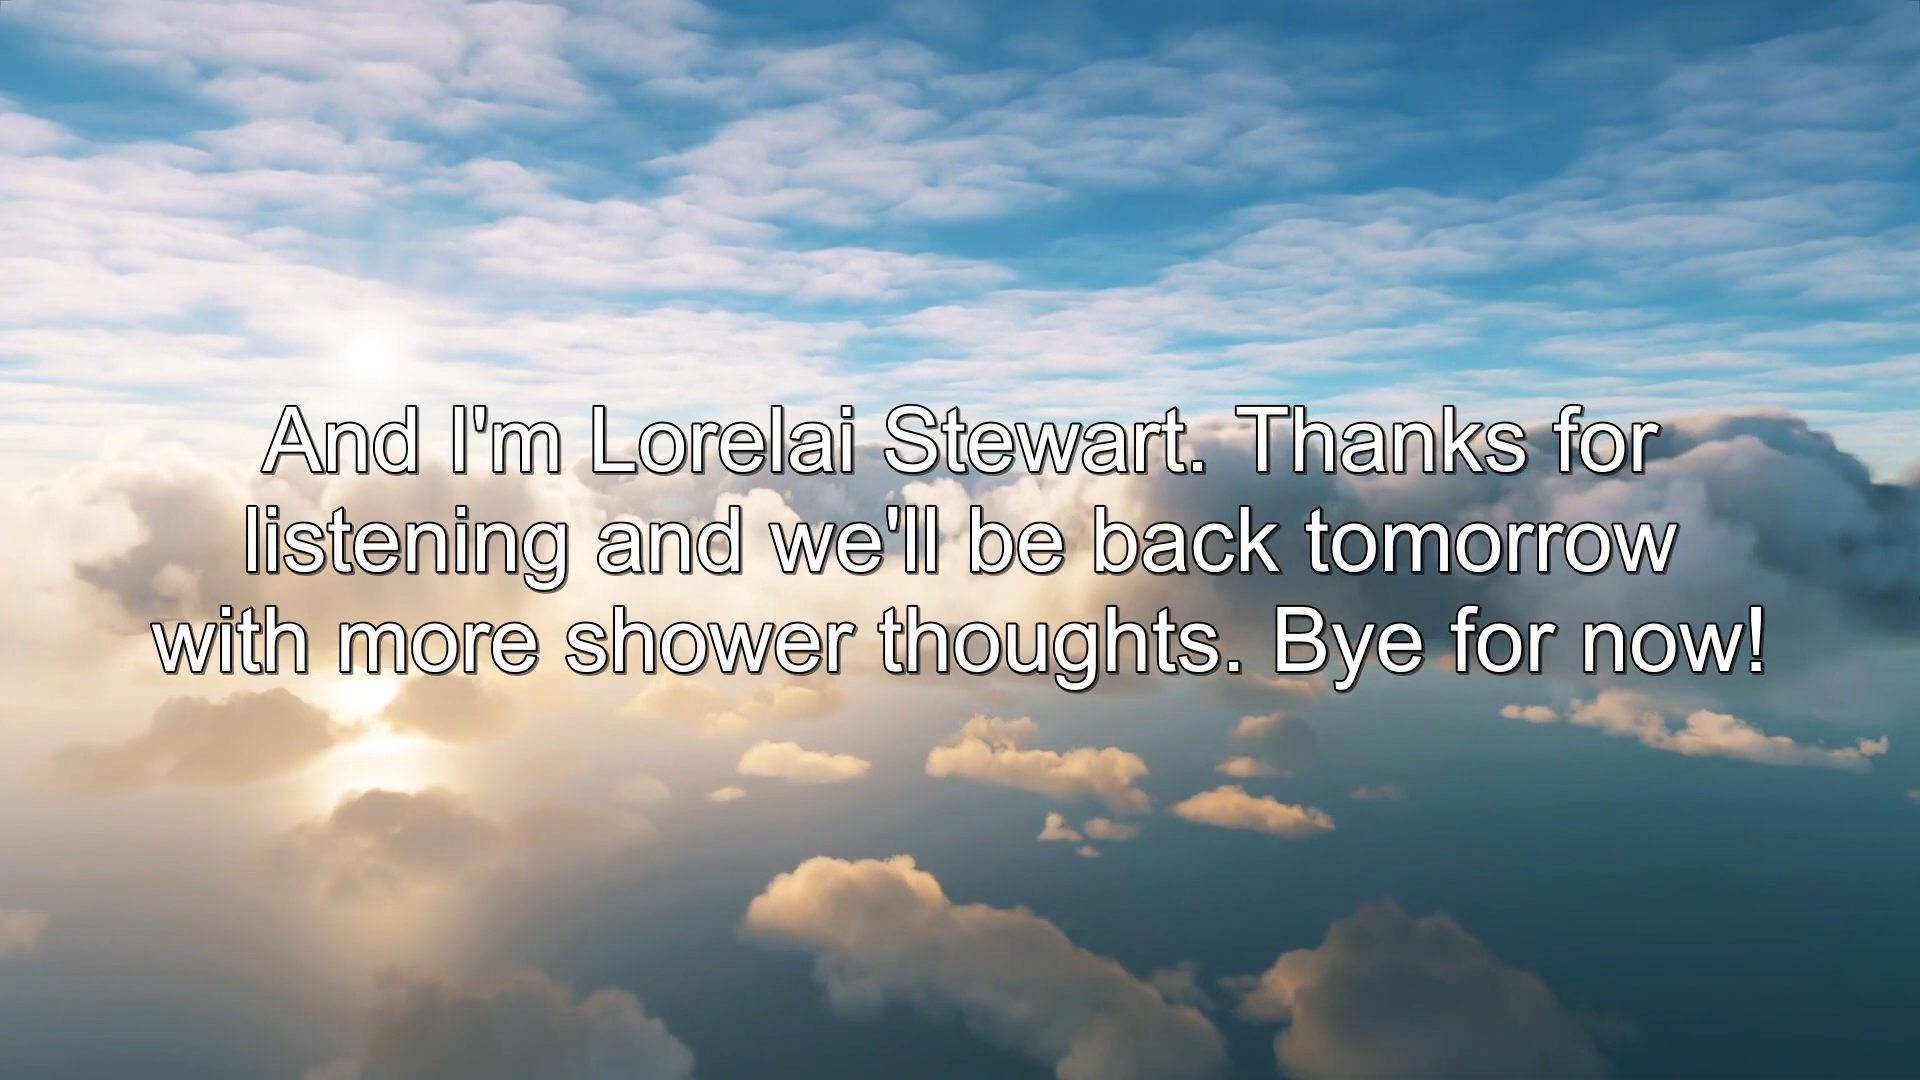 And I'm Lorelai Stewart. Thanks for
listening and we'll be back tomorrow
with more shower thoughts. Bye for now!